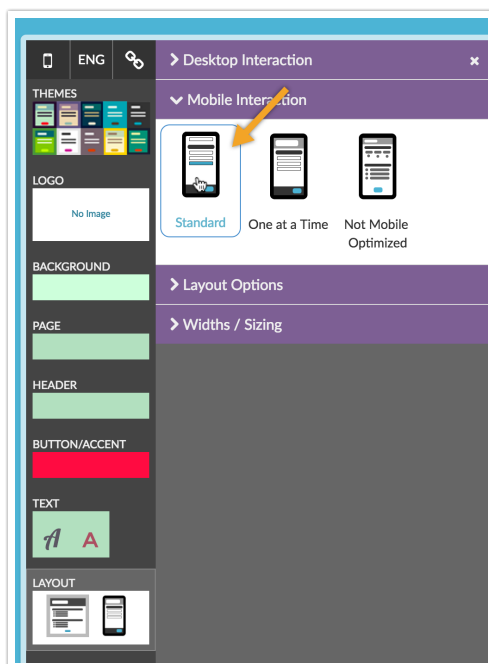 ENG
Desktop Interaction
×
THEMES
Mobile Interaction
LOGO
No Image
Standard
One at a Time
Not Mobile
Optimized
BACKGROUND
Layout Options
PAGE
Widths / Sizing
HEADER
BUTTON/ACCENT
TEXT
A A
LAYOUT